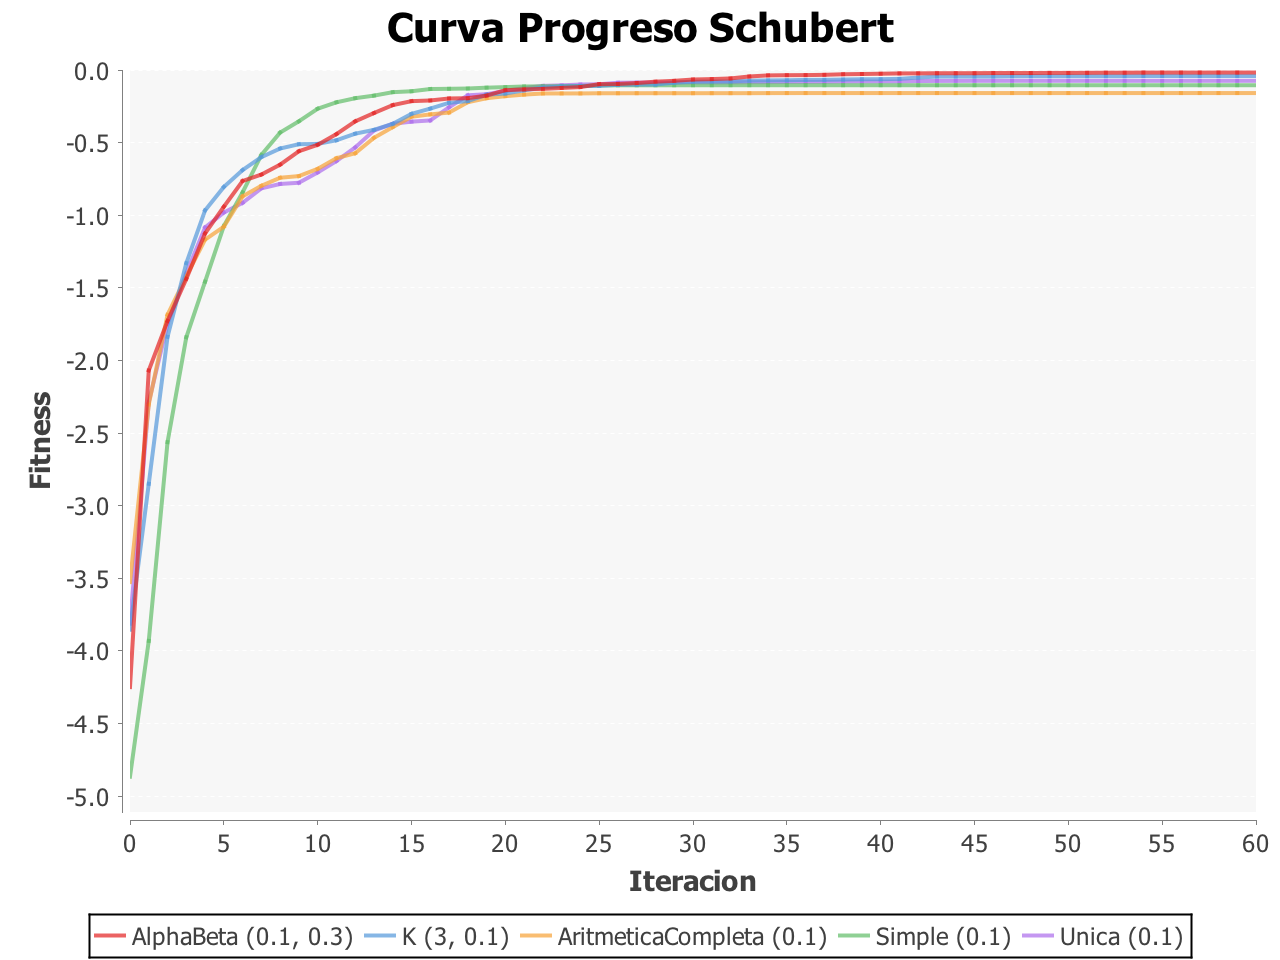 Curva Progreso Schubert
Fitness
0.0
-0.5
-1.0
-1.5
-2.0
-2.5
-3.0
-3.5
-4.0
-4.5
-5.0
0 5 10 15 20 25 30 35 40 45 50 55 60
Iteracion
AlphaBeta (0.1, 0.3) K (3, 0.1) AritmeticaCompleta (0.1) Simple (0.1) Unica (0.1)